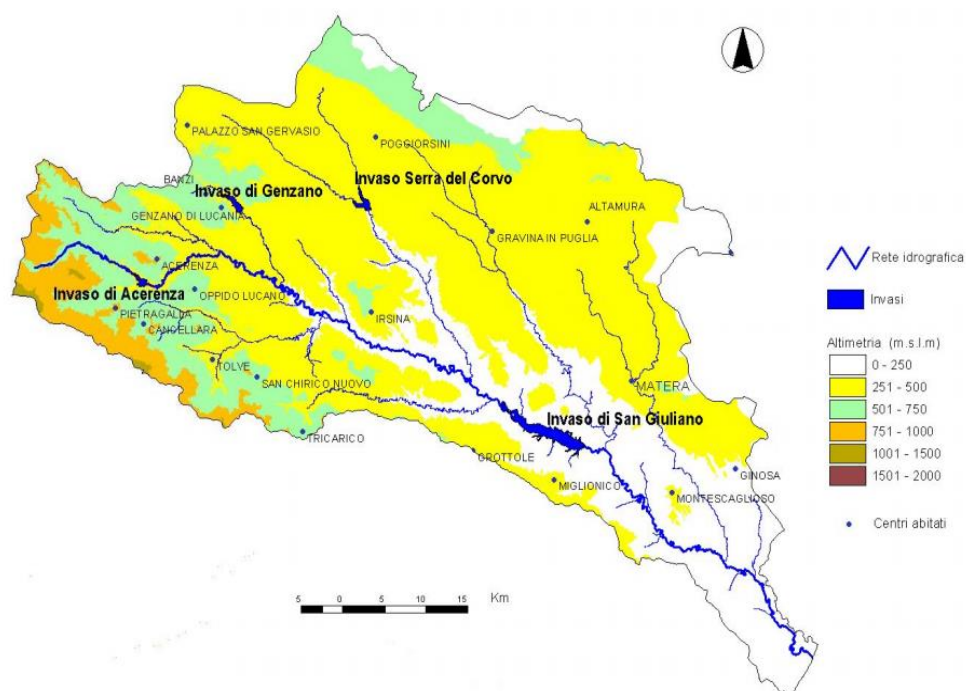 PALAZZO SAN GERVASIO
POGGIORSINI
BANZI
Invaso di Genzano
Invaso Serra del Corvo
GENZANO DI LUCANIA
ALTAMURA
GRAVINA IN PUGLIA
ACERENZA
Invaso di Acerenza
OPPIDO LUCANO
PIETRAGALLA
CANCELLARA
IRSINA
TOLVE
SAN CHIRICO NUOVO
MATERA
TRICARICO
Invaso di San Giuliano
GROTTOLE
MIGLIONICO
GINOSA
MONTESCAGLIOSO
Rete idrografica
Invasi
Altimetria (m.s.l.m)
0 - 250
251 - 500
501 - 750
751 - 1000
1001 - 1500
1501 - 2000
Centri abitati
5 0 5 10 15 Km